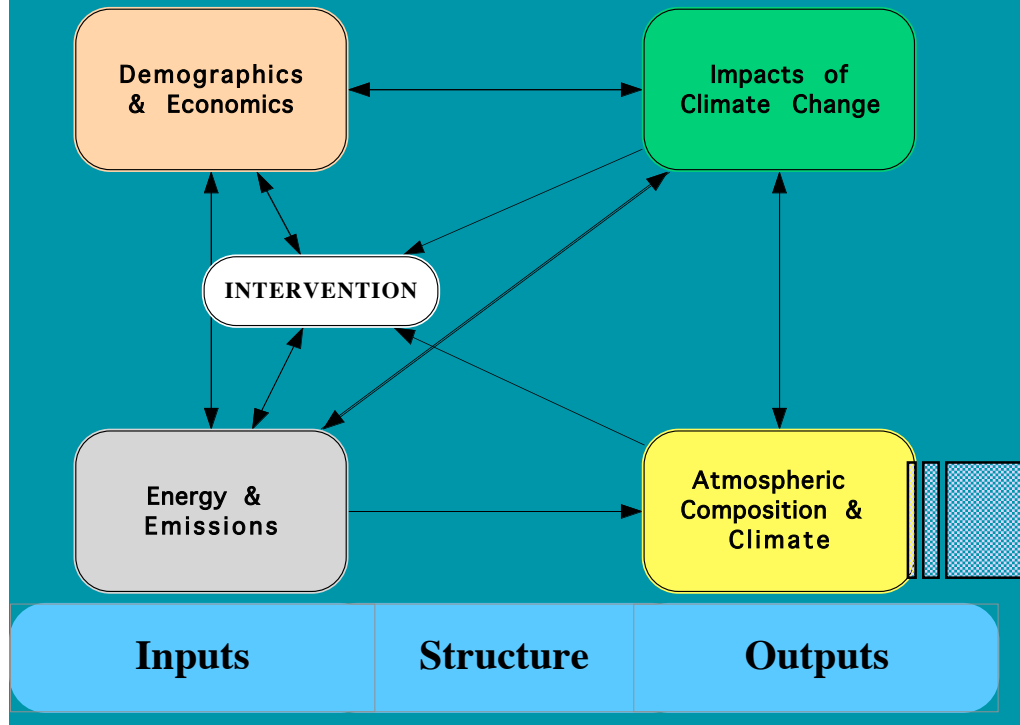 Demographics
& Economics
Impacts of
Climate Change
INTERVENTION
Energy &
Emissions
Atmospheric
Composition &
Climate
Inputs
Structure
Outputs